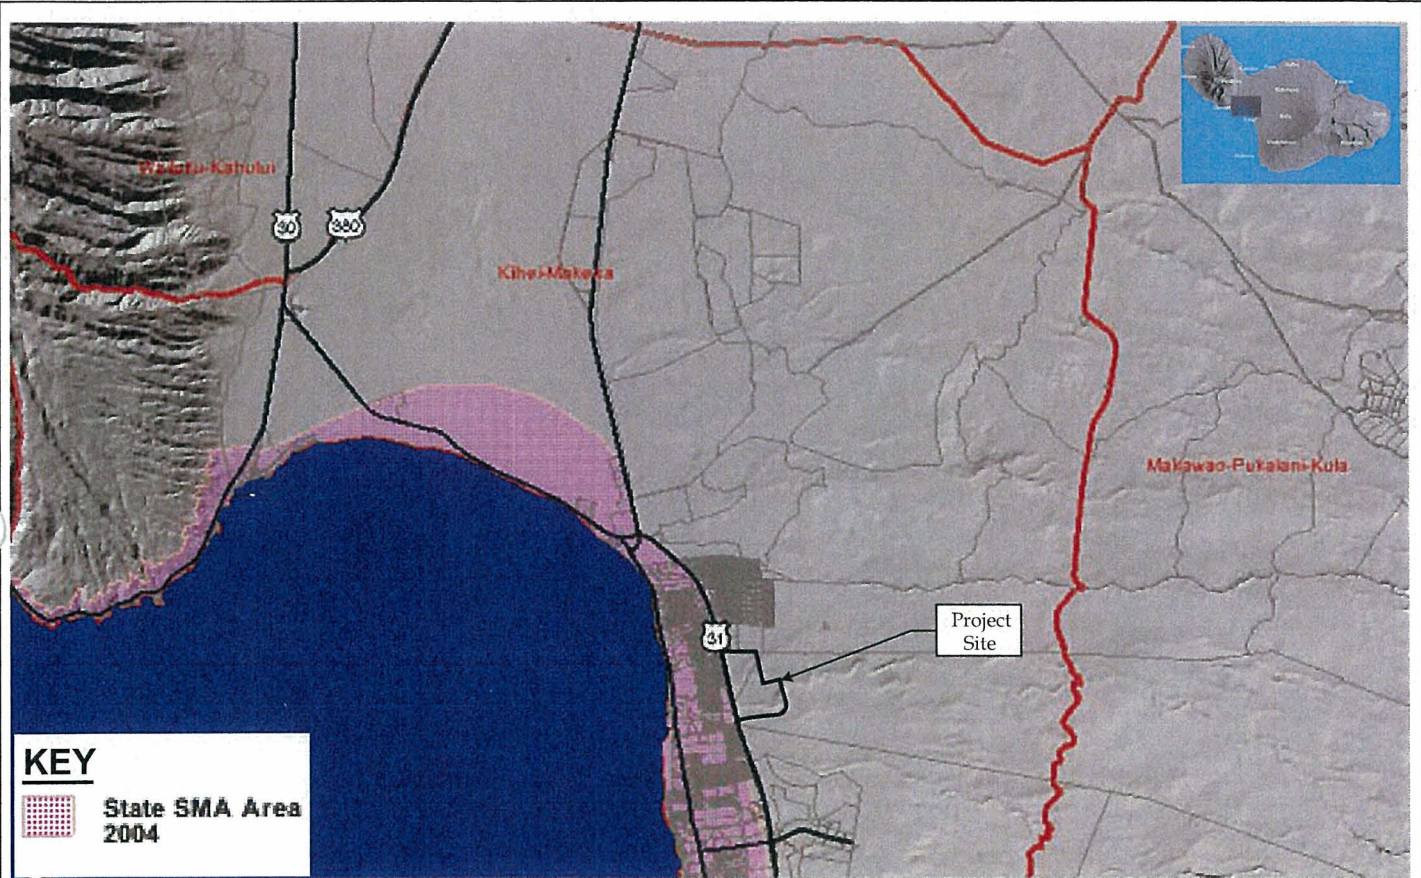 Wailuku-Kahului
30
380
Kihei-Makena
Makawao-Pukalani-Kula
Project
Site
31
KEY
State SMA Area
2004